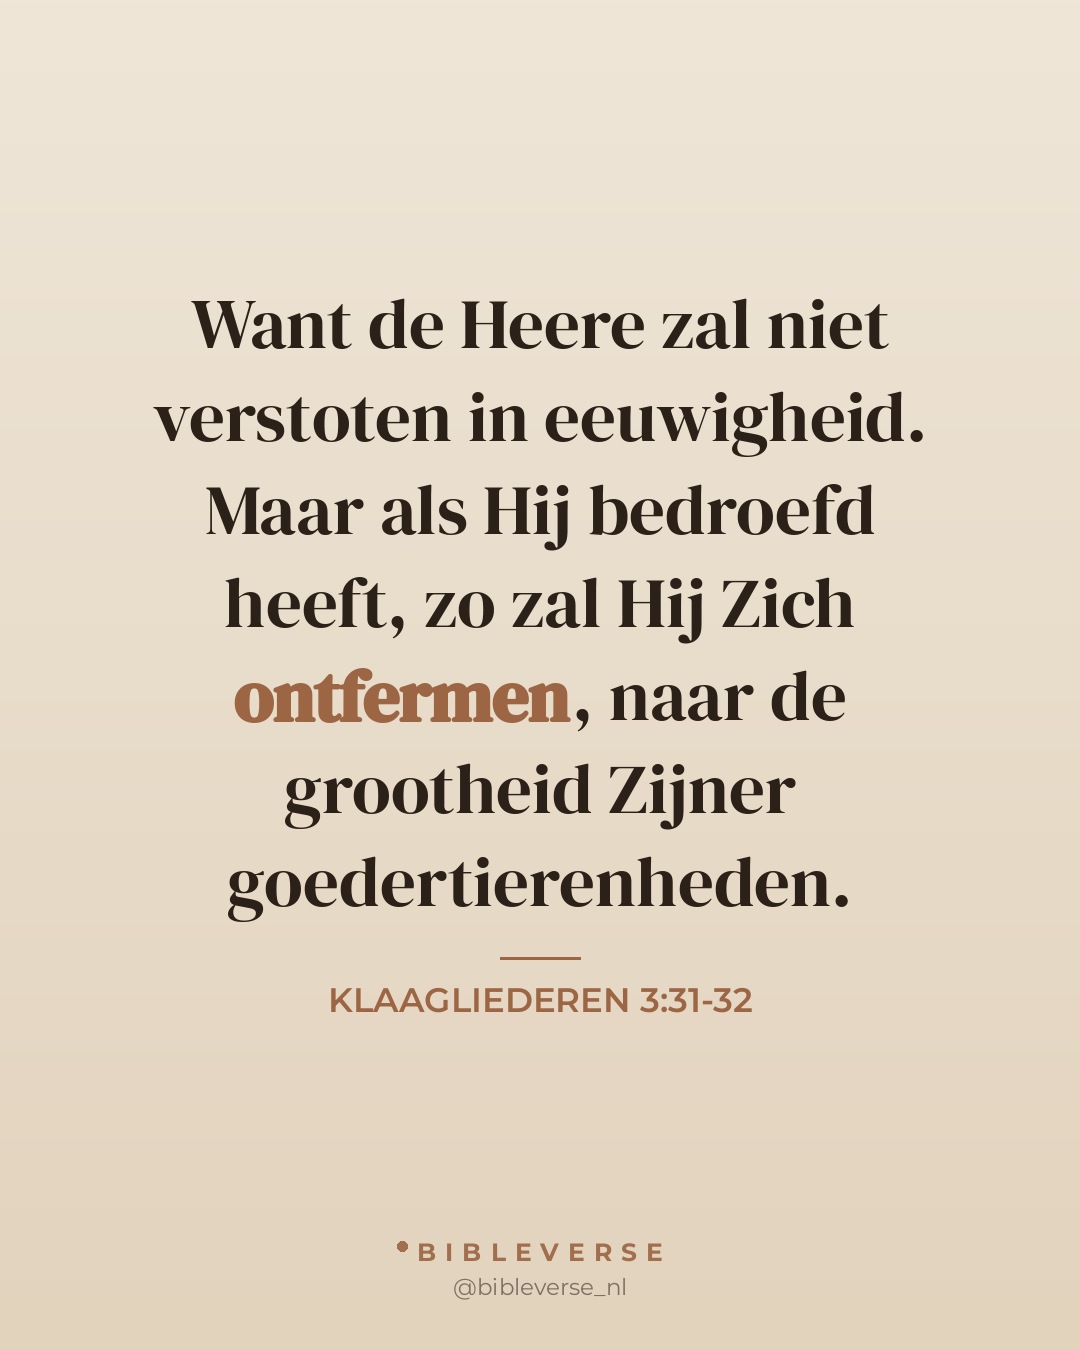 Want de Heere zal niet
verstoten in eeuwigheid.
Maar als Hij bedroefd
heeft, zo zal Hij Zich
ontfermen, naar de
grootheid Zijner
goedertierenheden.
KLAAGLIEDEREN 3:31-32
BIBLEVERSE
@bibleverse_nl